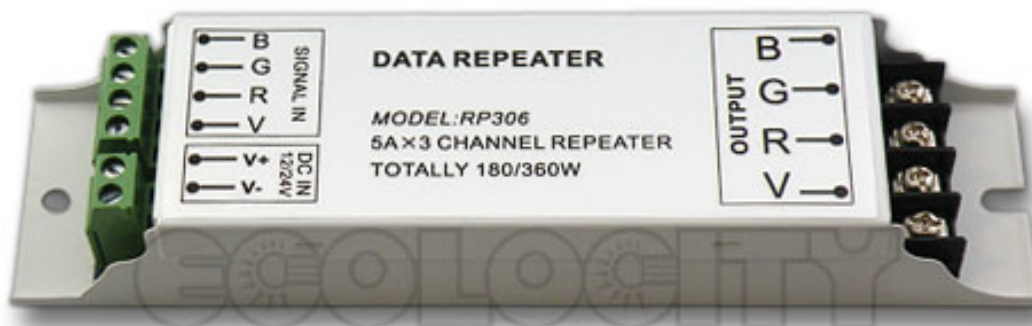 B
G
R
V
SIGNAL IN
V+
V-
DC IN
12/24V
DATA REPEATER
MODEL:RP306
5A×3 CHANNEL REPEATER
TOTALLY 180/360W
OUTPUT
B
G
R
V
ECOLOCITY